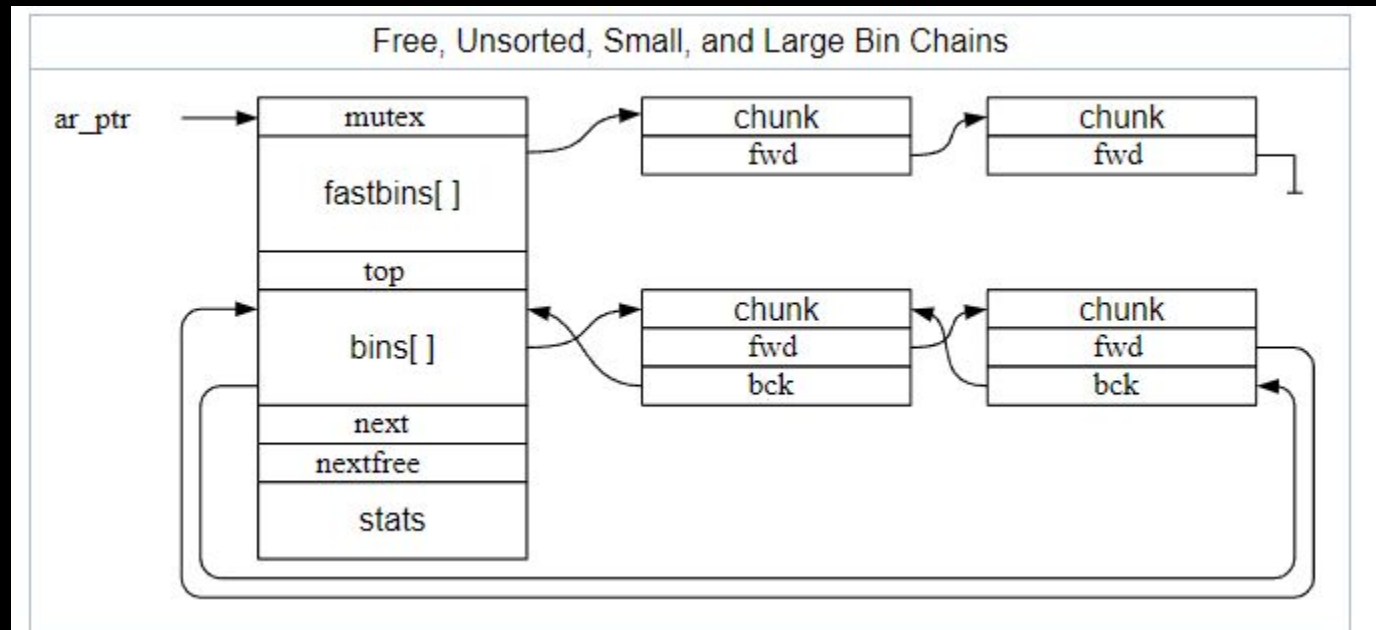 Free, Unsorted, Small, and Large Bin Chains
ar_ptr
mutex
fastbins[ ]
top
bins[ ]
next
nextfree
stats
chunk
fwd
chunk
fwd
chunk
fwd
bck
chunk
fwd
bck